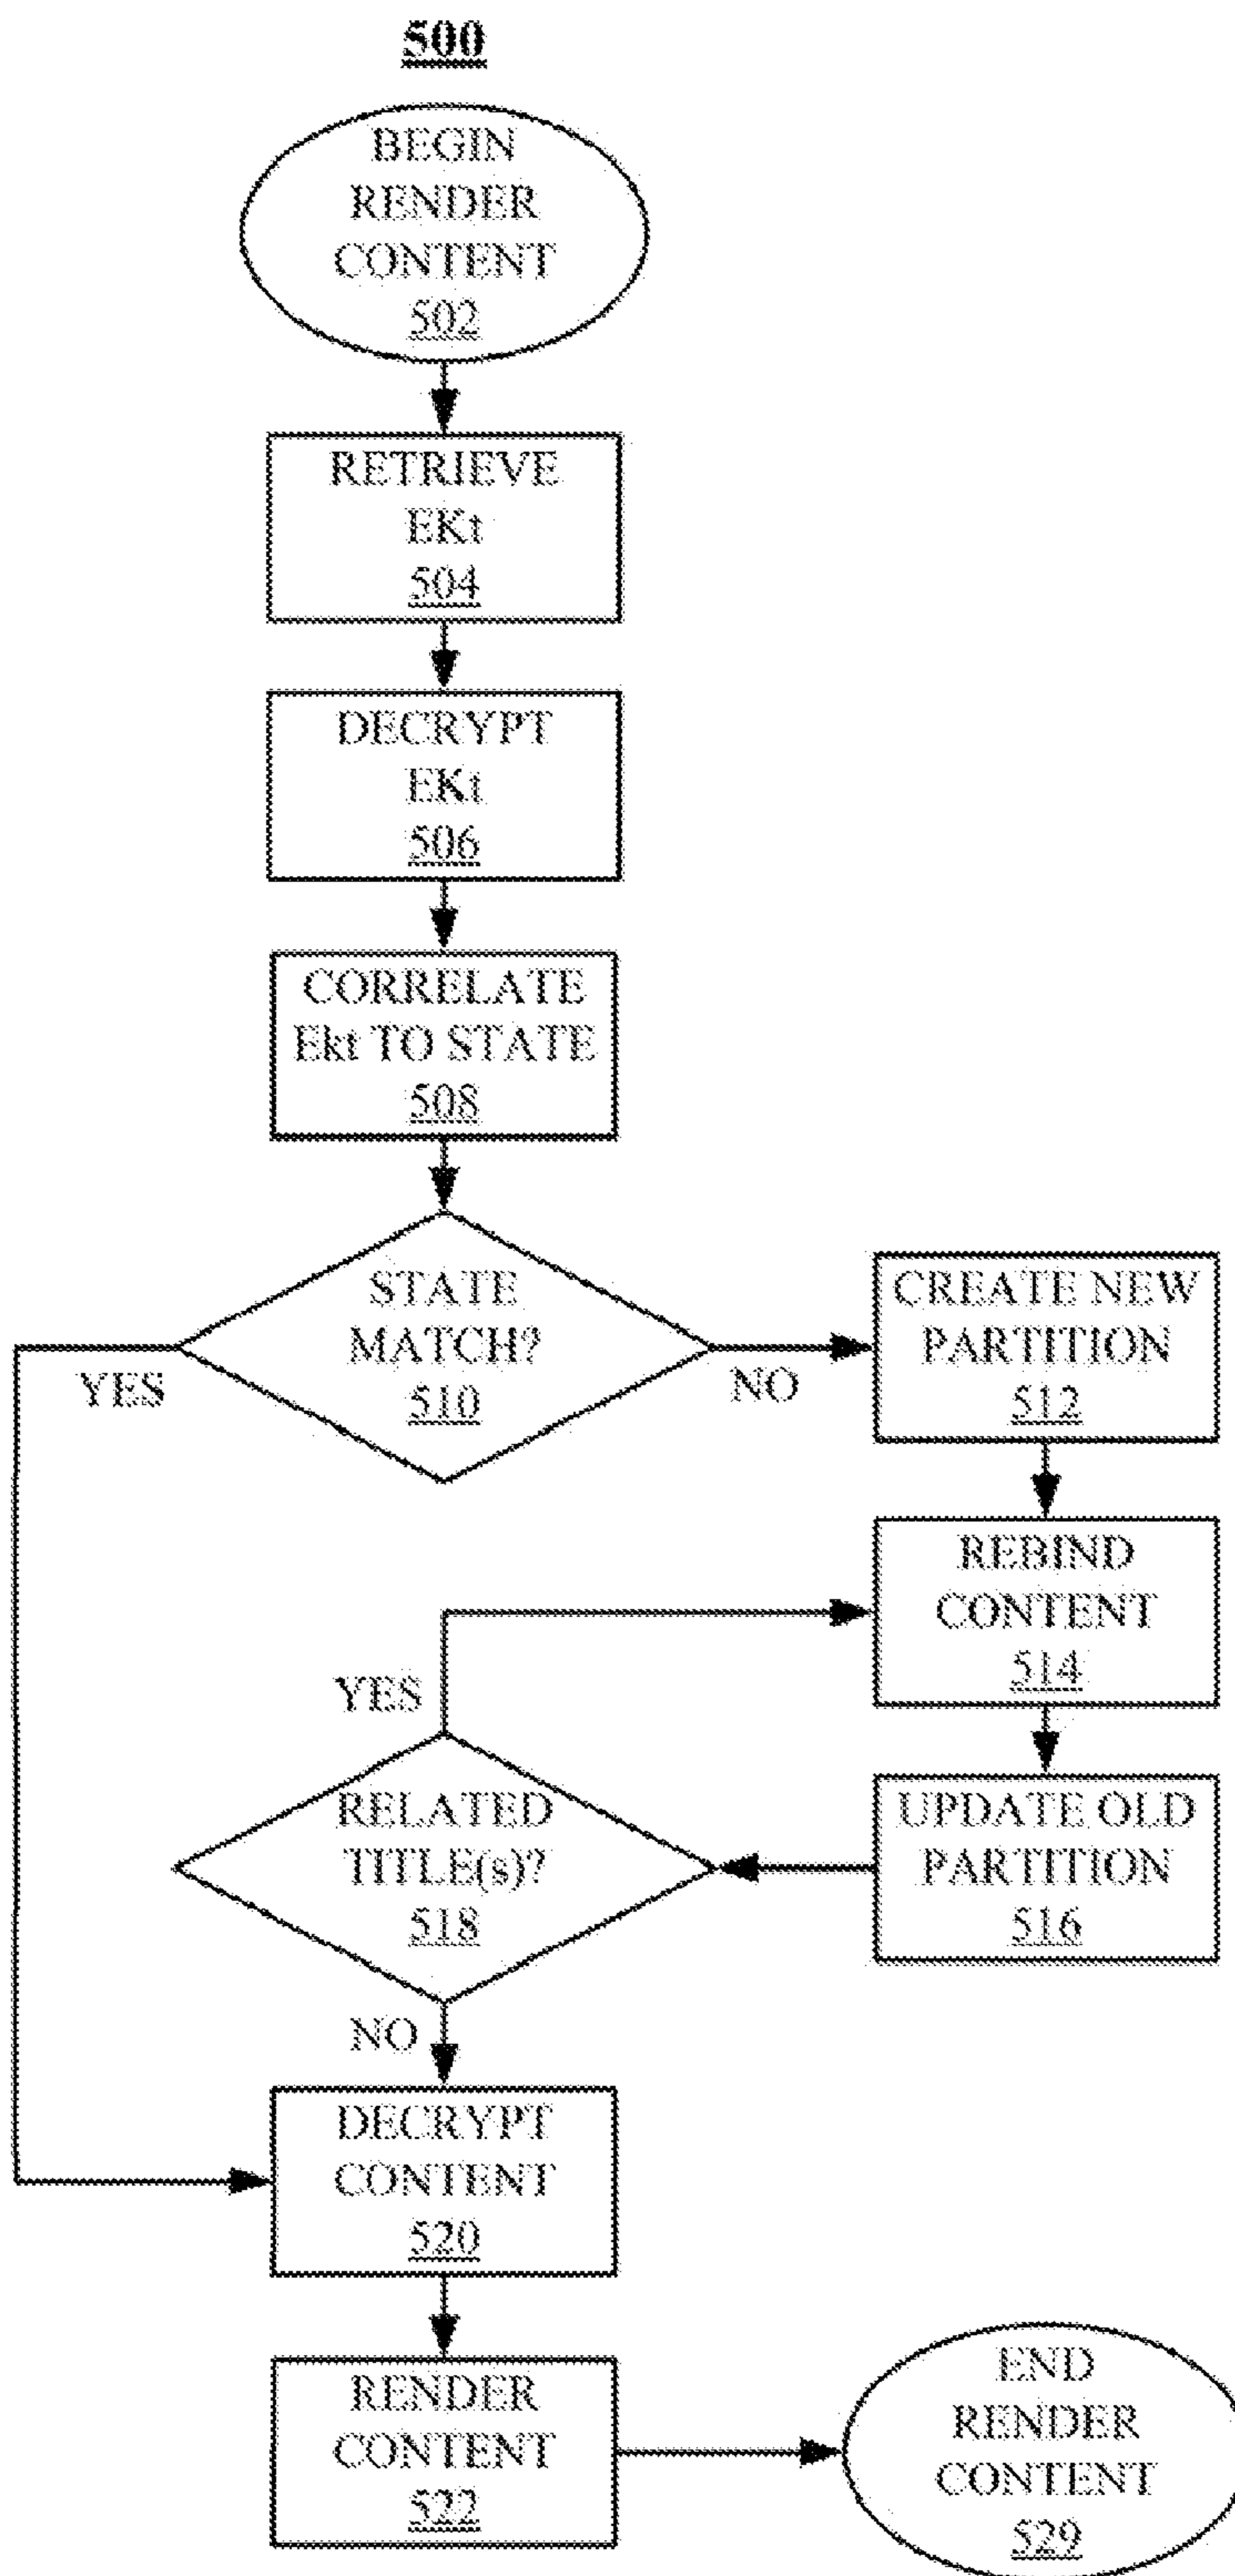 500
BEGIN
RENDER
CONTENT
502
RETRIEVE
EKt
504
DECRYPT
EKt
506
CORRELATE
Ekt TO STATE
508
STATE
MATCH?
510
YES
NO
CREATE NEW
PARTITION
512
REBIND
CONTENT
514
UPDATE OLD
PARTITION
516
YES
RELATED
TITLE(s)?
518
NO
DECRYPT
CONTENT
520
RENDER
CONTENT
522
END
RENDER
CONTENT
529